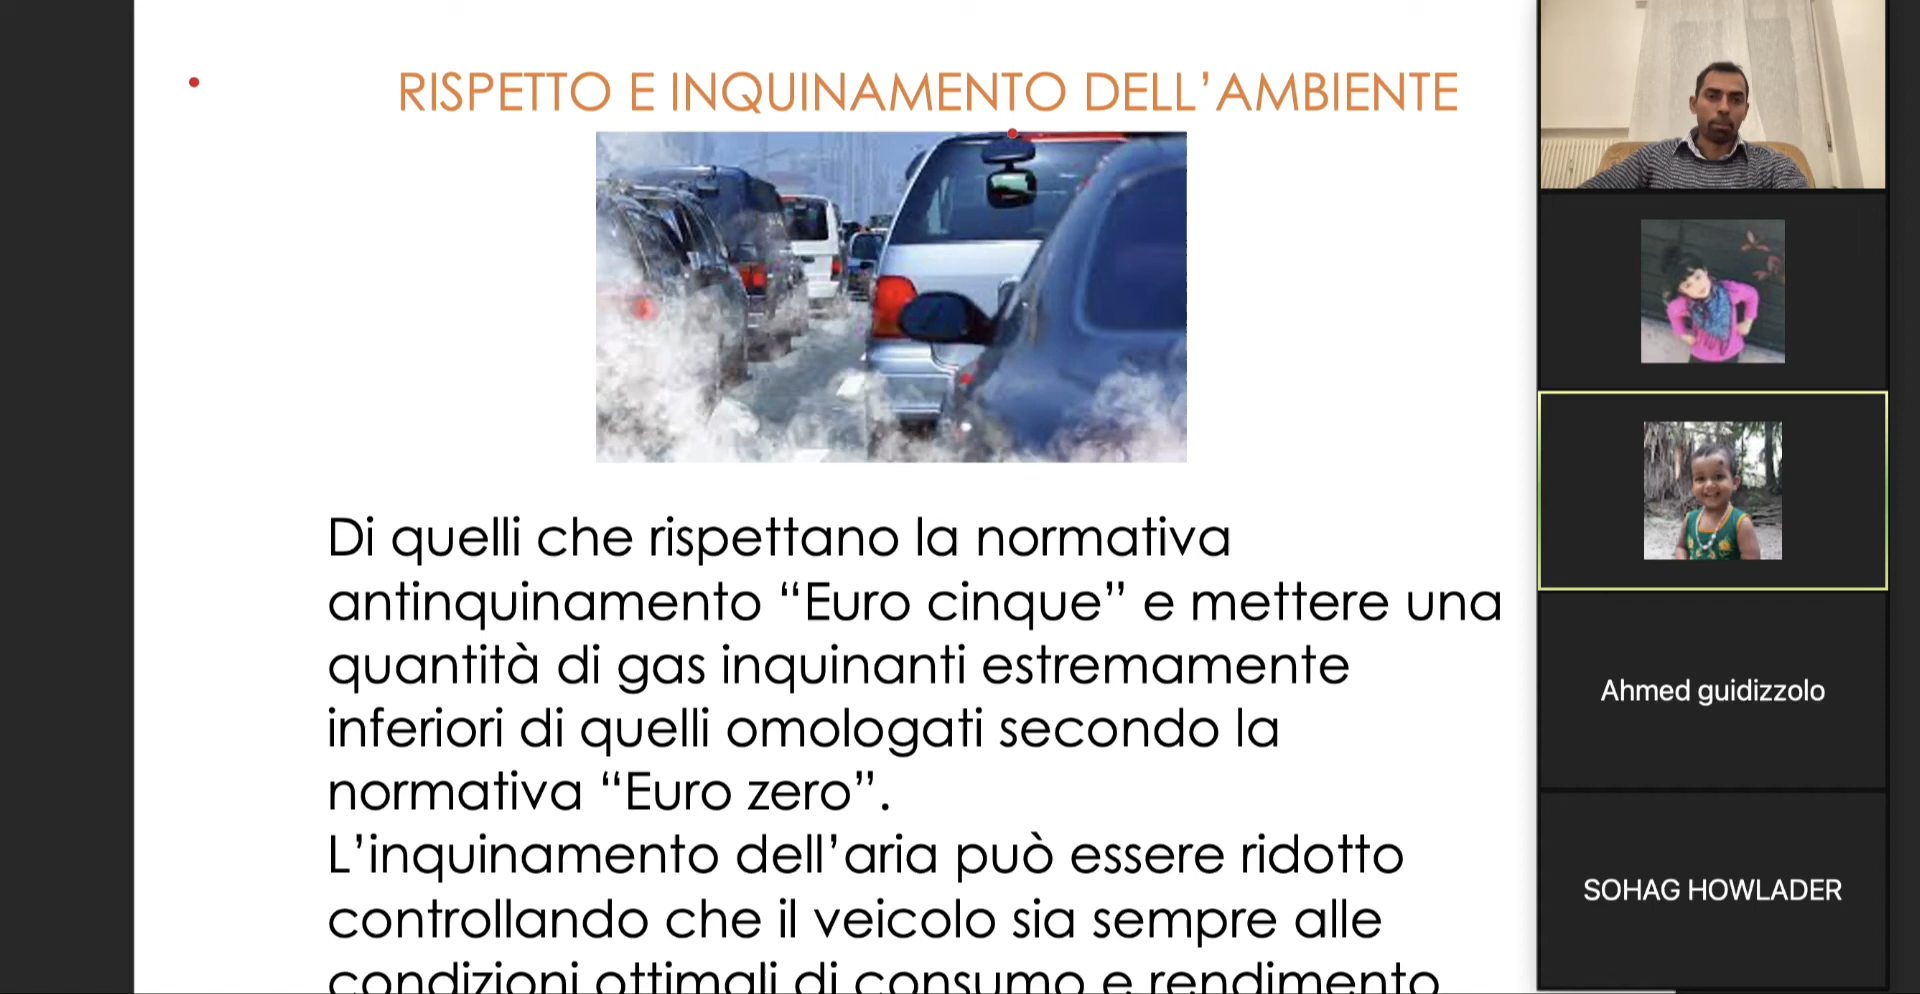 RISPETTO E INQUINAMENTO DELL’AMBIENTE
Di quelli che rispettano la normativa
antinquinamento “Euro cinque” e mettere una
quantità di gas inquinanti estremamente
inferiori di quelli omologati secondo la
normativa “Euro zero”.
L’inquinamento dell’aria può essere ridotto
controllando che il veicolo sia sempre alle
condizioni ottimali di consumo e rendimento
Ahmed guidizzolo
SOHAG HOWLADER